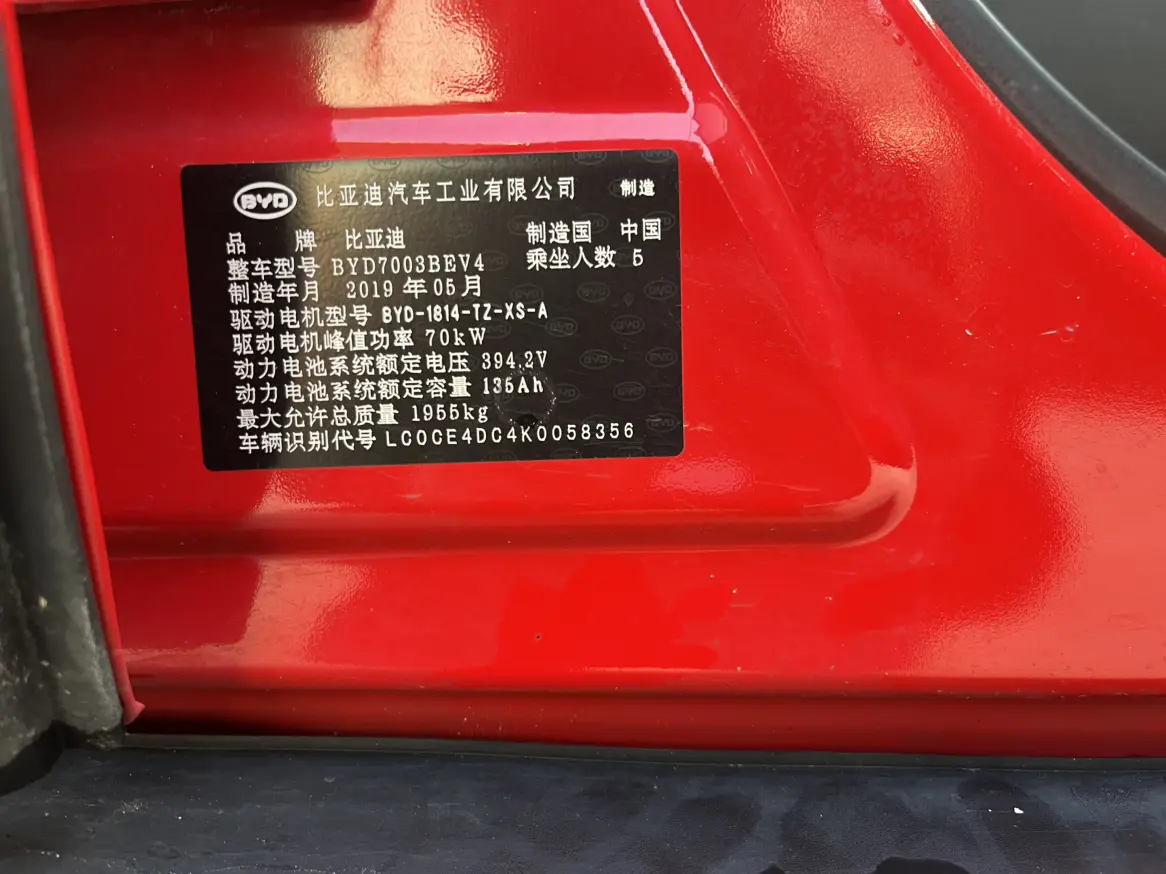 BYD 比亚迪汽车工业有限公司 制造
品 牌 比亚迪 制造国 中国
整车型号 BYD7003BEV4 乘坐人数 5
制造年月 2019 年 05 月
驱动电机型号 BYD-1814-TZ-XS-A
驱动电机峰值功率 70kW
动力电池系统额定电压 394.2V
动力电池系统额定容量 135Ah
最大允许总质量 1955kg
车辆识别代号 LC0CE4DC4K0058356